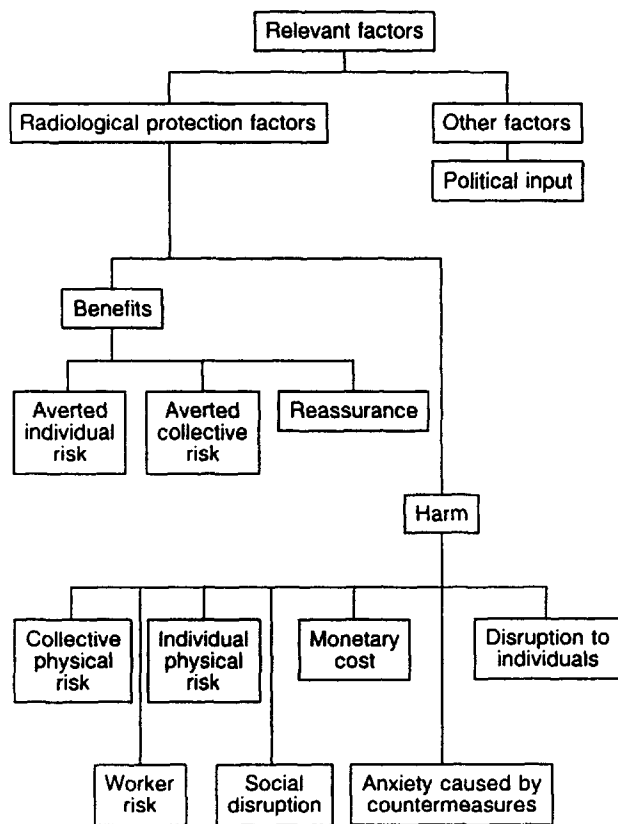 Relevant factors
Radiological protection factors
Other factors
Political input
Benefits
Averted
individual
risk
Averted
collective
risk
Reassurance
Harm
Collective
physical
risk
Individual
physical
risk
Monetary
cost
Disruption to
individuals
Worker
risk
Social
disruption
Anxiety caused by
countermeasures